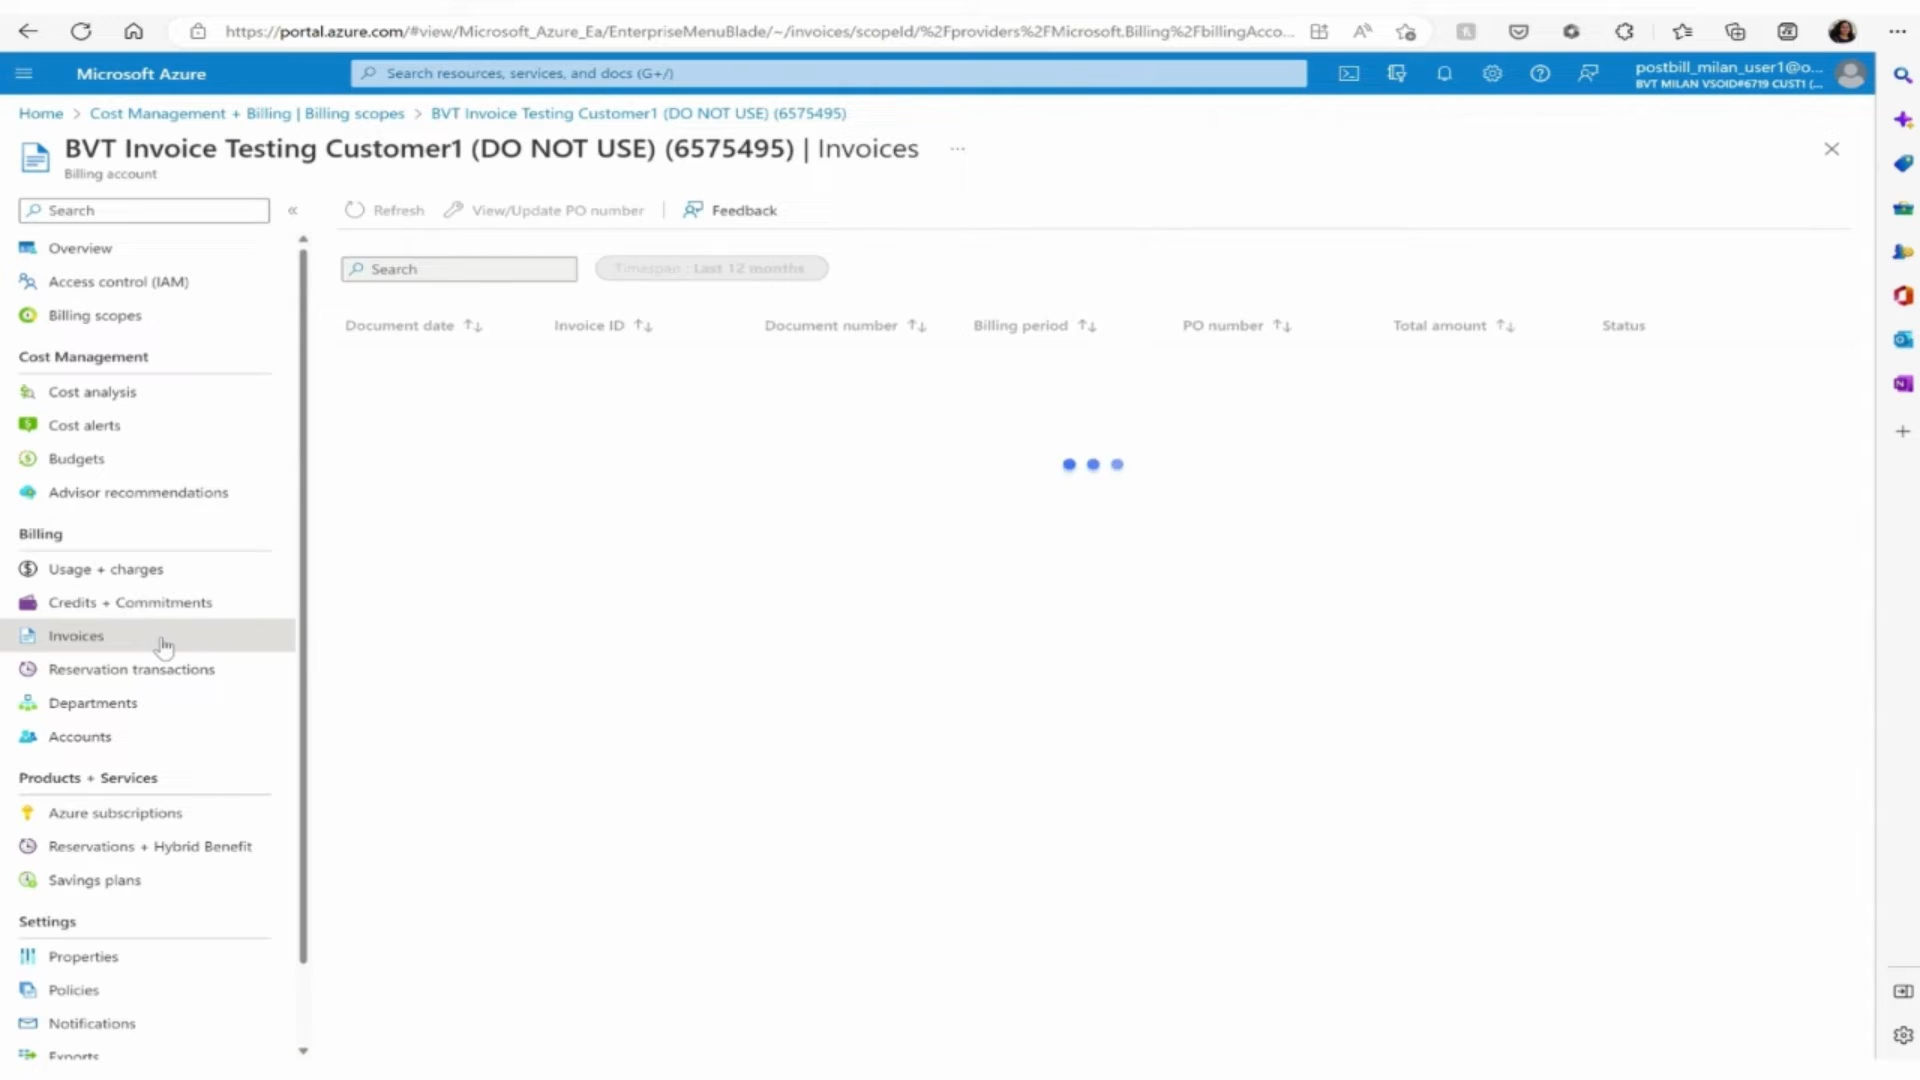 https://portal.azure.com/#view/Microsoft_Azure_Ea/EnterpriseMenuBlade/~/invoices/scopeId/%2Fproviders%2FMicrosoft.Billing%2FbillingAcco...
Microsoft Azure
Search resources, services, and docs (G+/)
postbill_milan_user1@o...
BVT MILAN VSOID#6719 CUST1 (...
Home > Cost Management + Billing | Billing scopes > BVT Invoice Testing Customer1 (DO NOT USE) (6575495)
BVT Invoice Testing Customer1 (DO NOT USE) (6575495) | Invoices ...
Billing account
Search
«
Refresh
View/Update PO number
Feedback
Overview
Access control (IAM)
Billing scopes
Cost Management
Cost analysis
Cost alerts
Budgets
Advisor recommendations
Billing
Usage + charges
Credits + Commitments
Invoices
Reservation transactions
Departments
Accounts
Products + Services
Azure subscriptions
Reservations + Hybrid Benefit
Savings plans
Settings
Properties
Policies
Notifications
Exports
Search
Timespan : Last 12 months
Document date ↑↓
Invoice ID ↑↓
Document number ↑↓
Billing period ↑↓
PO number ↑↓
Total amount ↑↓
Status